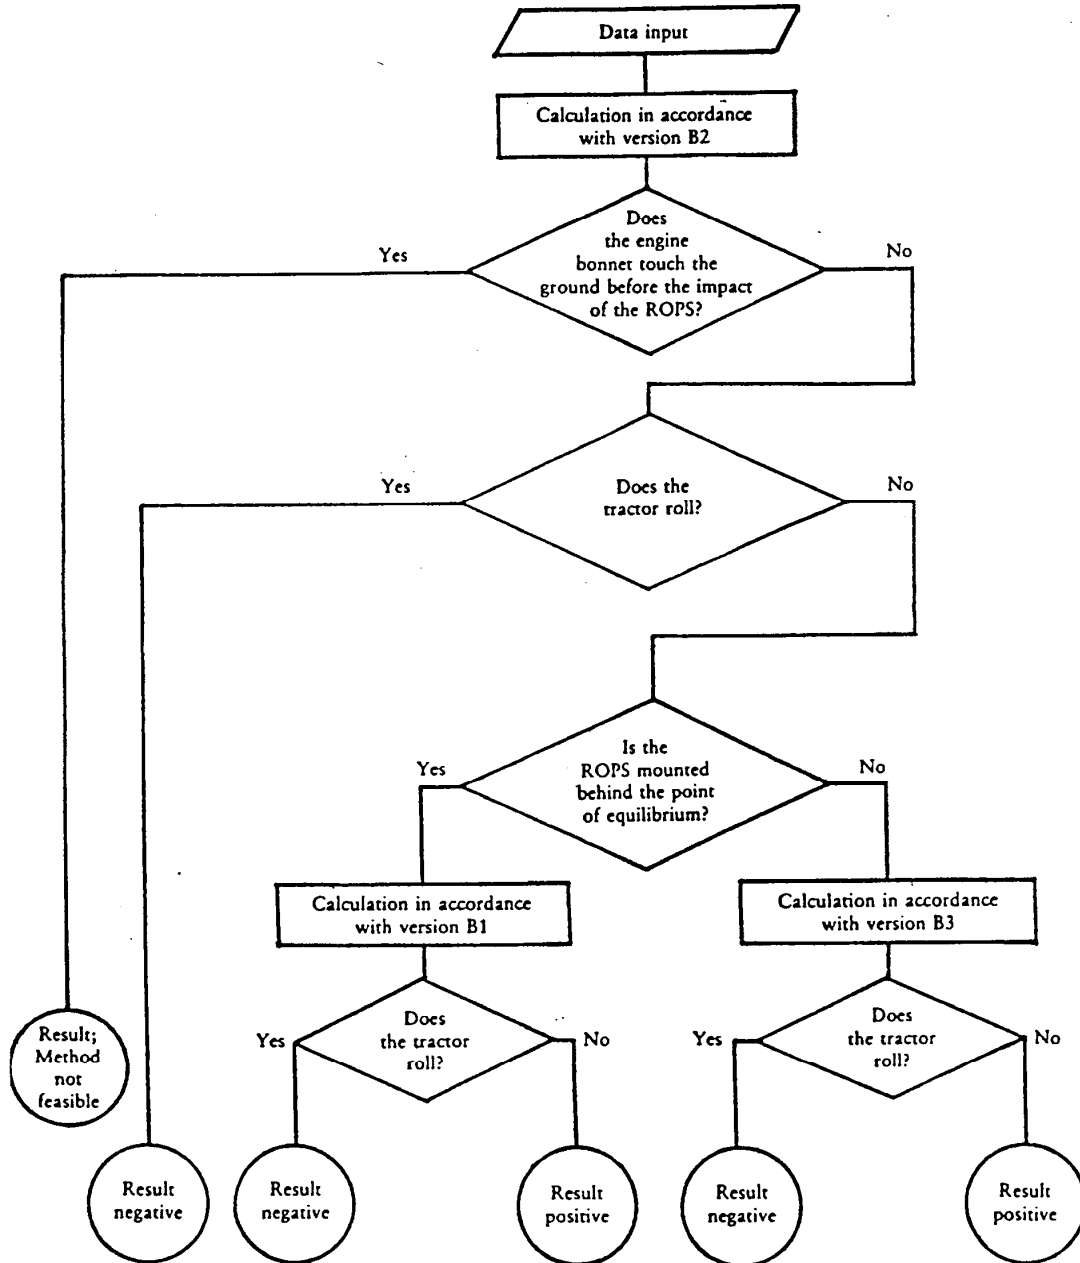 Data input
Calculation in accordance
with version B2
Does
the engine
bonnet touch the
ground before the impact
of the ROPS?
Yes
No
Does the
tractor roll?
Yes
No
Is the
ROPS mounted
behind the point
of equilibrium?
Yes
No
Calculation in accordance
with version B1
Calculation in accordance
with version B3
Does
the tractor
roll?
Yes
No
Does
the tractor
roll?
Yes
No
Result;
Method
not
feasible
Result
negative
Result
negative
Result
positive
Result
negative
Result
positive